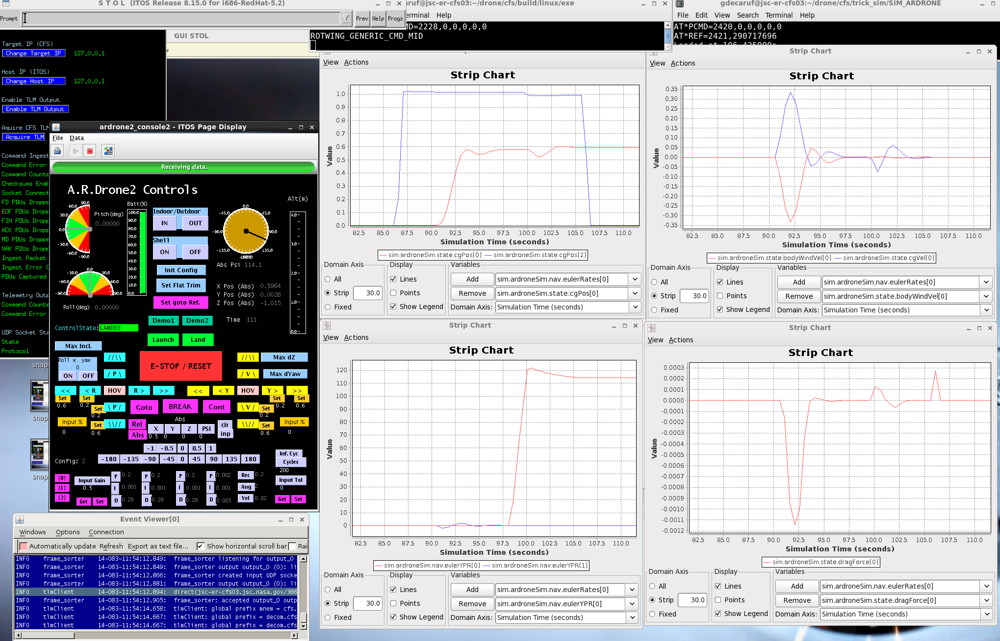 S T O L (ITOS Release 8.15.0 for i686-RedHat-5.2)
Prompt
Prev Help Progs
GUI STOL
Target IP (CFS)
Change Target IP 127.0.0.1
Host IP (ITOS)
Change Host IP 127.0.0.1
Enable TLM Output
Enable TLM Output
Aquire CFS TLM
Acquire TLM
Command Ingest
Command Error
Command Counte
Checksums Enab
Socket Connect
FD PDUs Droppe
EOF PDUs Dropp
FIN PDUs Dropp
ACK PDUs Dropp
MD PDUs Droppe
NAK PDUs Dropp
Ingest Packet
Ingest Error C
PDUs Captured
Telemetry Outp
Command Counte
Command Error
UDP Socket Sta
State
Protocol
snap
snap
snap
aruf@jsc-er-cfs03:~/drone/cfs/build/linux/exe
erminal Help
MD=2228,0,0,0,0,0
ROTWING_GENERIC_CMD_MID
gdecaruf@jsc-er-cfs03:~/drone/cfs/trick_sim/SIM_ARDRONE
File Edit View Search Terminal Help
AT*PCMD=2420,0,0,0,0,0
AT*REF=2421,290717696
Landed at 106.425000s
ardrone2_console2 - ITOS Page Display
File Data
Receiving data.
A.R.Drone2 Controls
Batt(%)
Alt(m)
Pitch(deg)
0.00000
90.0
60.0
30.0
0.0
-30.0
-60.0
-90.0
100.0
90.0
80.0
70.0
60.0
50.0
40.0
30.0
20.0
10.0
0.0
Indoor/Outdoor
IN OUT
Shell
ON OFF
Init Config
Set Flat Trim
Set goto Ref.
0.0
-45.0 45.0
-90.0 90.0
-135.0 135.0
Abs Psi 114.1
4.0
3.0
2.0
1.0
0.0
X Pos (Abs) 0.5964
Y Pos (Abs) 0.0026
Z Pos (Abs) -1.015
-30.0 0.0 30.0
-60.0 60.0
-90.0 90.0
Roll(deg) 0.00000
Demo1 Demo2
Time 111
ControlState: LANDED
Launch Land
Max Incl.
Roll w. yaw
0
ON OFF
//\\
/ P \
E-STOP / RESET
//\\ Max dZ
/ V \ Max dYaw
<< < R HOV R > >> << < Y HOV Y > >>
Set Set Set Set
0.6 0.2 0.2 0.6
Set \ P / Goto BREAK Cont \ V / Set
0.2 0.2
Abs
Input % Set \\// Rel X Y Z PSI clr \\// Set Input %
0 0.6 Abs 0.5 0 0 0 inp 0.6 0
-1 -0.5 0 0.5 1
Config: 2 -180 -135 -90 -45 0 45 90 135 180
Inf. Cyc
Cycles
200
[0] Input Gain P 0.2 P 0.2 P 0.2 P 0.002 Rec 0.2 Input Tol
[1] 0.5 I 0.001 I 0.001 I 0.001 I 0.001 Ang 2 0
[2] Get Set D 0.28 D 0.28 D 0.28 D 0.005 Vel 0.02 Get Set
Event Viewer[0]
Windows Options Connection
Automatically update Refresh Export as text file... Show horizontal scroll bar Rai
INFO frame_sorter 14-083-11:54:12.849: frame_sorter listening for output_0
INFO frame_sorter 14-083-11:54:12.849: frame_sorter output output_0 (0): li
INFO frame_sorter 14-083-11:54:12.866: frame_sorter created input UDP socke
INFO frame_sorter 14-083-11:54:12.881: frame_sorter output output_0 (0): li
INFO tlmClient 14-083-11:54:12.894: direct(jsc-er-cfs03.jsc.nasa.gov/388
INFO frame_sorter 14-083-11:54:12.905: frame_sorter: accepted output_0 outp
INFO tlmClient 14-083-11:54:14.658: tlmClient: global prefix mnem = cfs.
INFO tlmClient 14-083-11:54:14.667: tlmClient: global prefix = decom.cfs
INFO tlmClient 14-083-11:54:14.667: tlmClient: global prefix = decom.cfs
View Actions
Strip Chart
Value
1.0
0.9
0.8
0.7
0.6
0.5
0.4
0.3
0.2
0.1
0.0
82.5 85.0 87.5 90.0 92.5 95.0 97.5 100.0 102.5 105.0 107.5 110.0
Simulation Time (seconds)
sim.ardroneSim.state.cgPos[0] sim.ardroneSim.state.cgPos[2]
Domain Axis Display Variables
All Lines Add sim.ardroneSim.nav.eulerRates[0]
Strip 30.0 Points Remove sim.ardroneSim.state.cgPos[0]
Fixed Show Legend Domain Axis: Simulation Time (seconds)
Strip Chart
View Actions
Strip Chart
Value
0.35
0.30
0.25
0.20
0.15
0.10
0.05
0.00
-0.05
-0.10
-0.15
-0.20
-0.25
-0.30
-0.35
82.5 85.0 87.5 90.0 92.5 95.0 97.5 100.0 102.5 105.0 107.5 110.0
Simulation Time (seconds)
sim.ardroneSim.state.bodyWindVel[0] sim.ardroneSim.state.cgVel[0]
Domain Axis Display Variables
All Lines Add sim.ardroneSim.nav.eulerRates[0]
Strip 30.0 Points Remove sim.ardroneSim.state.bodyWindVel[0]
Fixed Show Legend Domain Axis: Simulation Time (seconds)
Strip Chart
View Actions
Strip Chart
Value
120
110
100
90
80
70
60
50
40
30
20
10
0
82.5 85.0 87.5 90.0 92.5 95.0 97.5 100.0 102.5 105.0 107.5 110.0
Simulation Time (seconds)
sim.ardroneSim.nav.eulerYPR[0] sim.ardroneSim.nav.eulerYPR[1]
Domain Axis Display Variables
All Lines Add sim.ardroneSim.nav.eulerRates[0]
Strip 30.0 Points Remove sim.ardroneSim.nav.eulerYPR[0]
Fixed Show Legend Domain Axis: Simulation Time (seconds)
Strip Chart
View Actions
Strip Chart
Value
0.0003
0.0002
0.0001
0.0000
-0.0001
-0.0002
-0.0003
-0.0004
-0.0005
-0.0006
-0.0007
-0.0008
-0.0009
-0.0010
-0.0011
-0.0012
82.5 85.0 87.5 90.0 92.5 95.0 97.5 100.0 102.5 105.0 107.5 110.0
Simulation Time (seconds)
sim.ardroneSim.state.dragForce[0]
Domain Axis Display Variables
All Lines Add sim.ardroneSim.nav.eulerRates[0]
Strip 30.0 Points Remove sim.ardroneSim.state.dragForce[0]
Fixed Show Legend Domain Axis: Simulation Time (seconds)